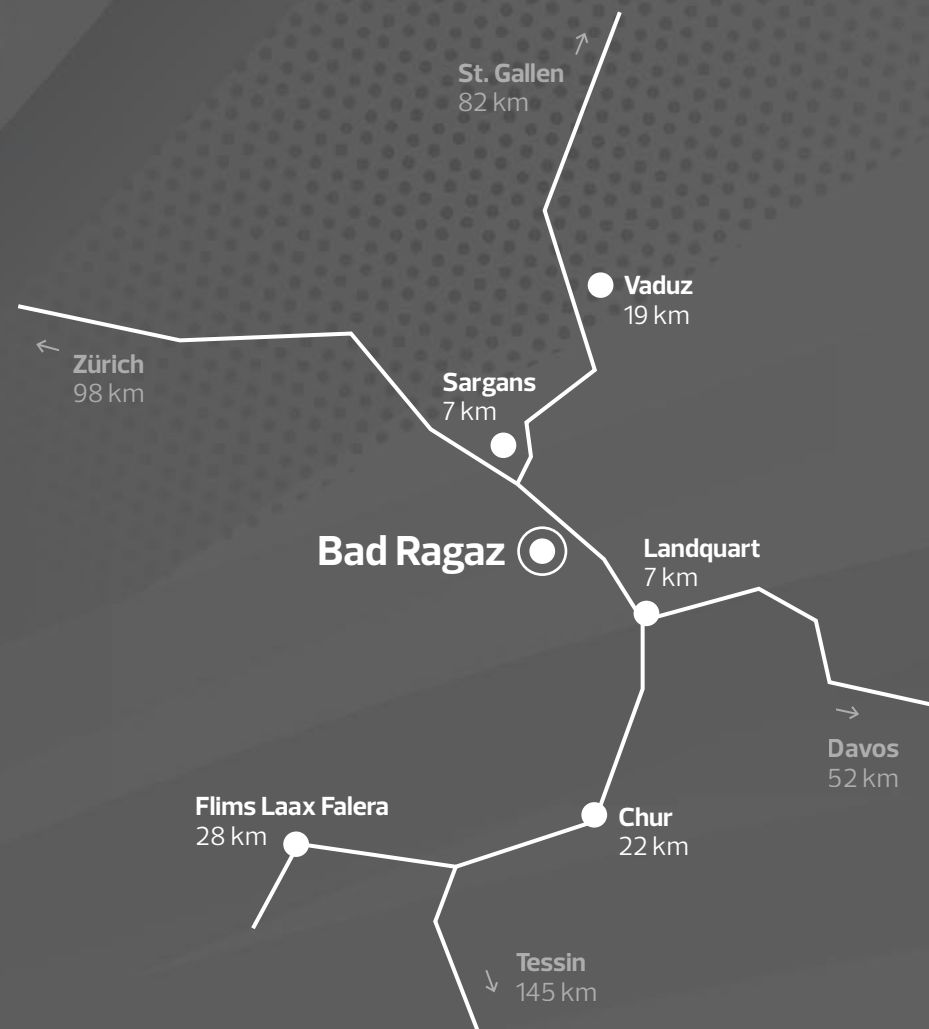 St. Gallen
82 km
Vaduz
19 km
Zürich
98 km
Sargans
7 km
Bad Ragaz
Landquart
7 km
Davos
52 km
Flims Laax Falera
28 km
Chur
22 km
Tessin
145 km